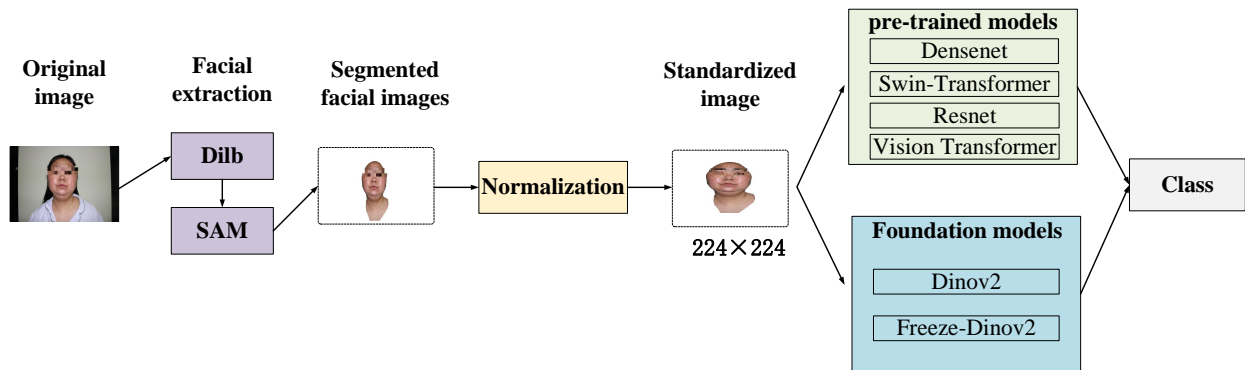 Original
image
Facial
extraction
Dilb
SAM
Segmented
facial images
Normalization
Standardized
image
224×224
pre-trained models
Densenet
Swin-Transformer
Resnet
Vision Transformer
Foundation models
Dinov2
Freeze-Dinov2
Class